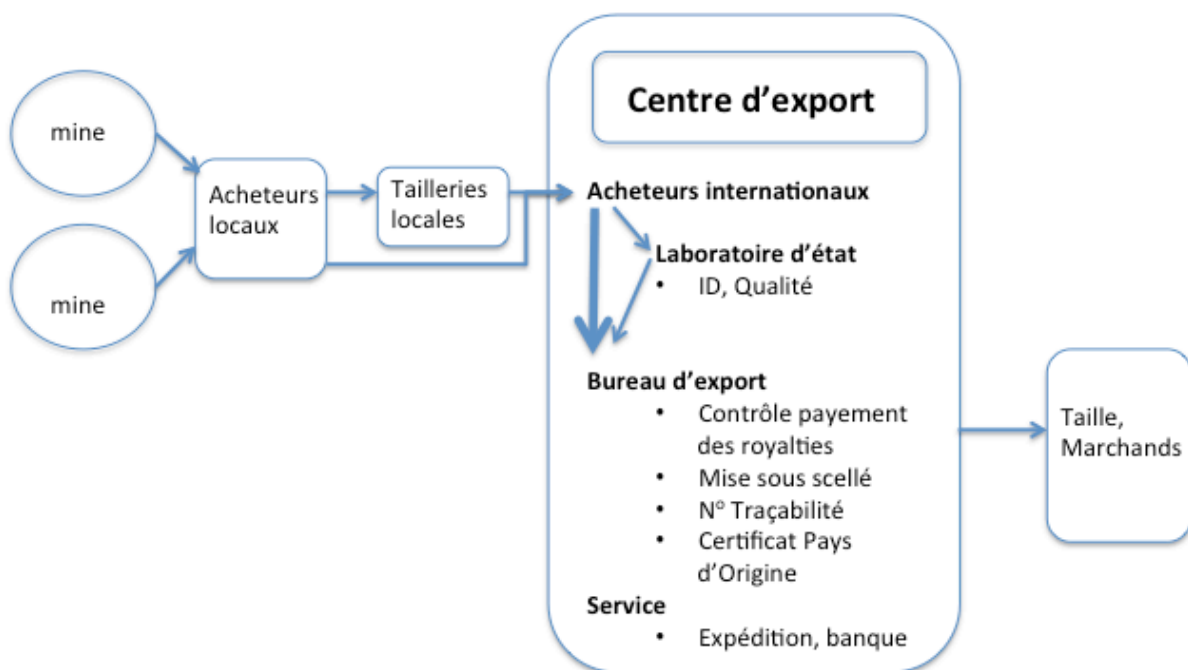 mine
mine
Acheteurs
locaux
Tailleries
locales
Centre d'export
Acheteurs internationaux
Laboratoire d'état
• ID, Qualité
Bureau d'export
• Contrôle payement
des royalties
• Mise sous scellé
• N° Traçabilité
• Certificat Pays
d'Origine
Service
• Expédition, banque
Taille,
Marchands